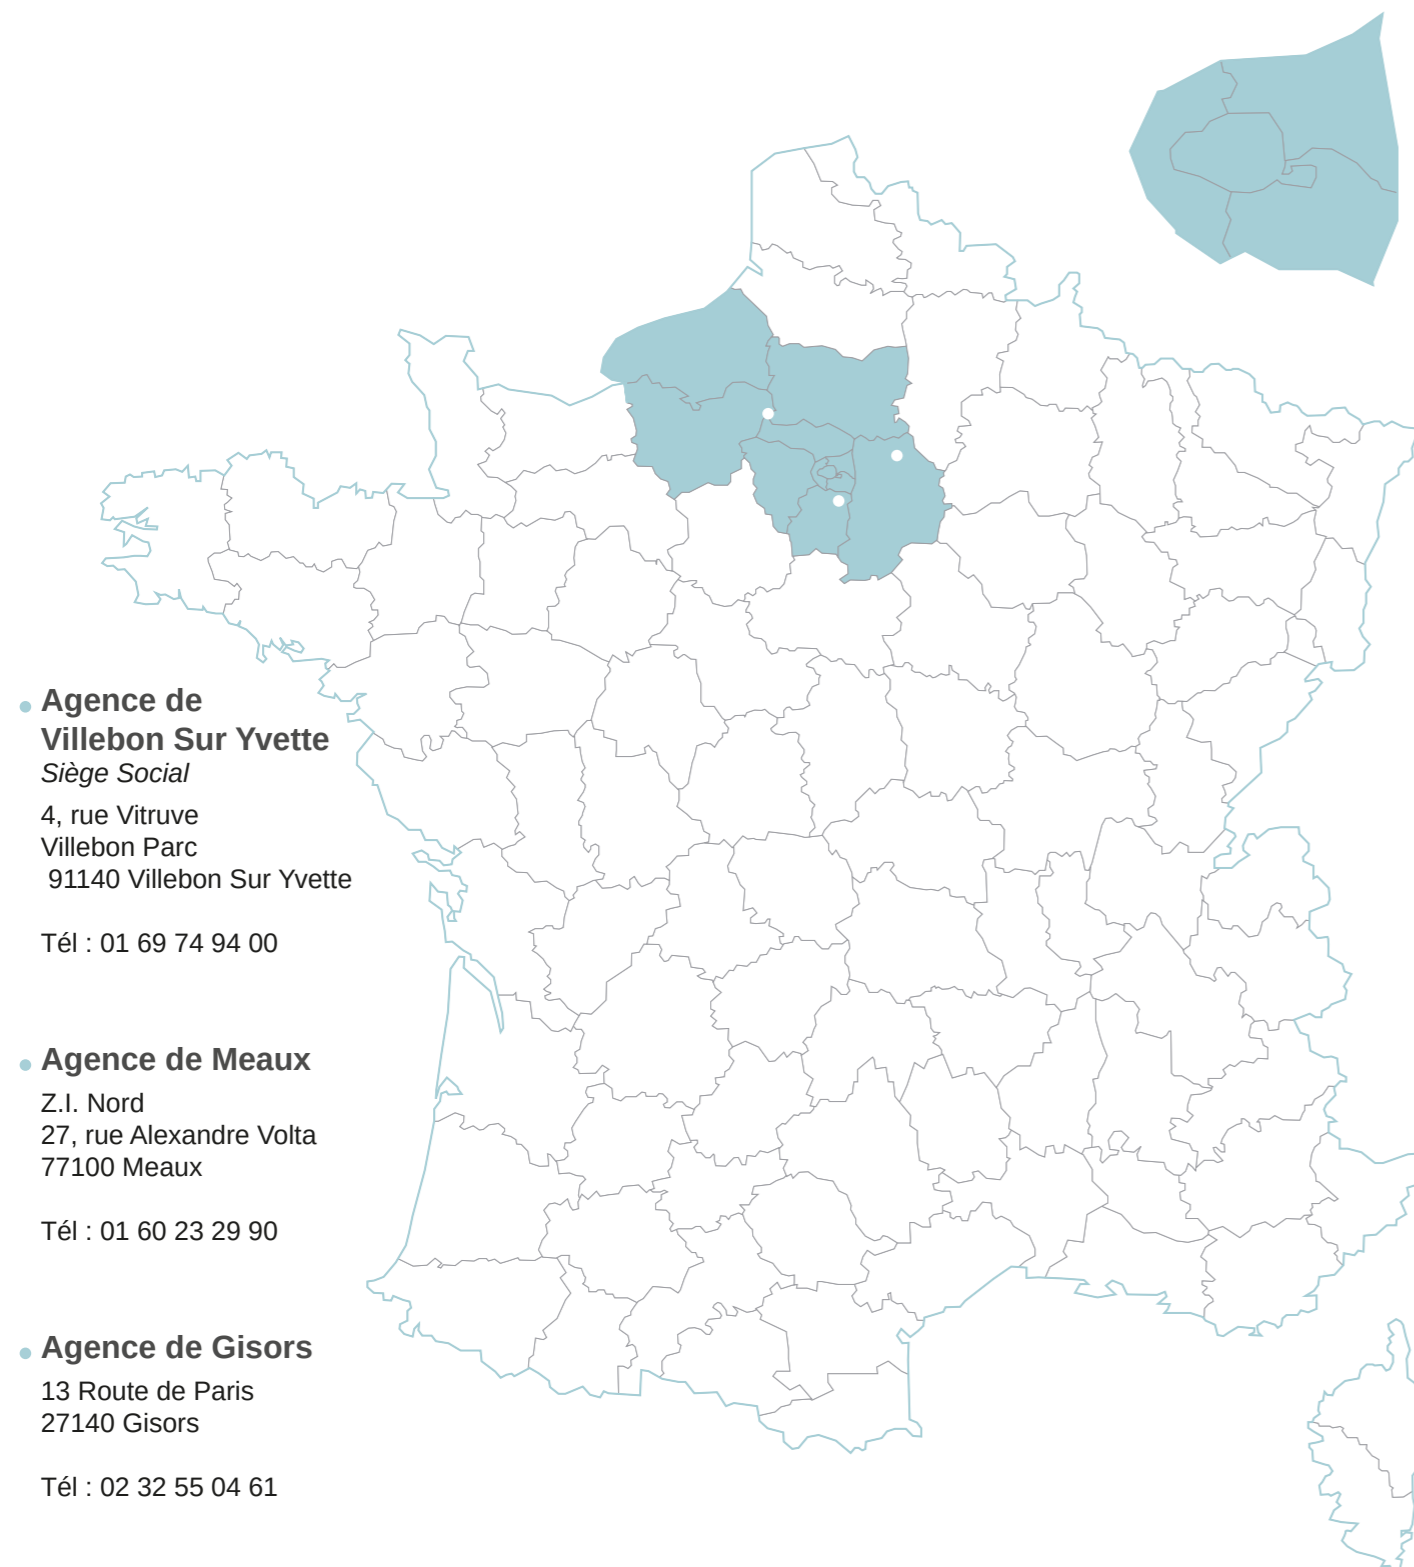 Agence de
Villebon Sur Yvette
Siège Social
4, rue Vitruve
Villebon Parc
91140 Villebon Sur Yvette
Tél : 01 69 74 94 00
Agence de Meaux
Z.I. Nord
27, rue Alexandre Volta
77100 Meaux
Tél : 01 60 23 29 90
Agence de Gisors
13 Route de Paris
27140 Gisors
Tél : 02 32 55 04 61